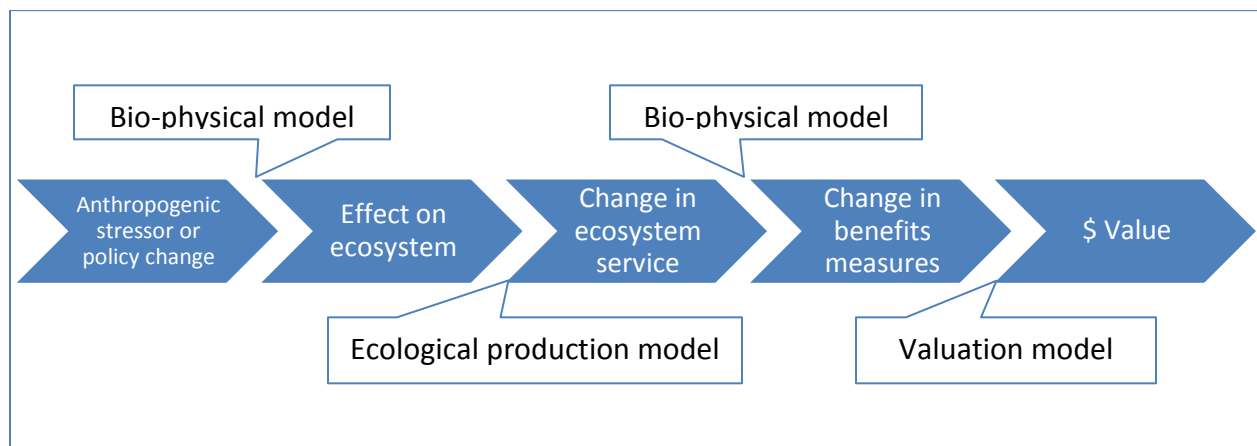 Bio-physical model
Bio-physical model
Anthropogenic
stressor or
policy change
Effect on
ecosystem
Change in
ecosystem
service
Change in
benefits
measures
$ Value
Ecological production model
Valuation model